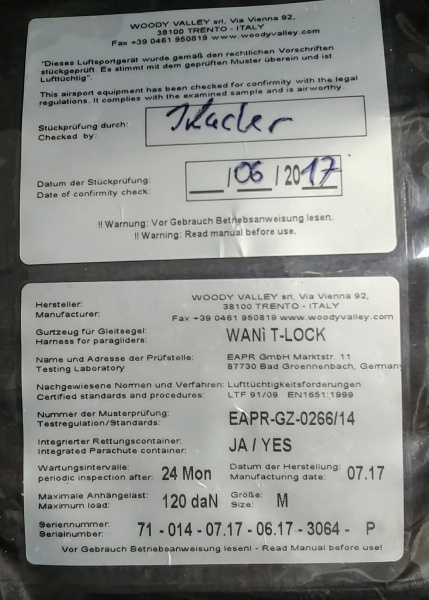 WOODY VALLEY srl, Via Vienna 92,
38100 TRENTO - ITALY
Fax +39 0461 950819 www.woodyvalley.com
"Dieses Luftsportgerät wurde gemäß den rechtlichen Vorschriften
stückgeprüft. Es stimmt mit dem geprüften Muster überein und ist
Lufttüchtig".
This airsport equipment has been checked for confirmity with the legal
regulations. It complies with the examined sample and is airworthy.
Stückprüfung durch:
Checked by:
Datum der Stückprüfung: __/06/2017
Date of confirmity check:
!! Warnung: Vor Gebrauch Betriebsanweisung lesen.
!! Warning: Read manual before use.
Hersteller: WOODY VALLEY srl, Via Vienna 92,
Manufacturer: 38100 TRENTO - ITALY
Fax +39 0461 950819 www.woodyvalley.com
Gurtzeug für Gleitsegel: WANì T-LOCK
Harness for paragliders:
Name und Adresse der Prüfstelle: EAPR GmbH Marktstr. 11
Testing Laboratory 87730 Bad Groennenbach, Germany
Nachgewiesene Normen und Verfahren: Lufttüchtigkeitsforderungen
Certified standards and procedures: LTF 91/09 EN1651:1999
Nummer der Musterprüfung: EAPR-GZ-0266/14
Testregulation/Standards:
Integrierter Rettungscontainer: JA / YES
Integrated Parachute container:
Wartungsintervalle: 24 Mon Datum der Herstellung: 07.17
periodic inspection after: Manufacturing date:
Maximale Anhängelast: 120 daN Größe: M
Maximum load: Size:
Seriennummer: 71 - 014 - 07.17 - 06.17 - 3064 - P
Serialnumber:
Vor Gebrauch Betriebsanweisung lesen! - Read Manual before use!